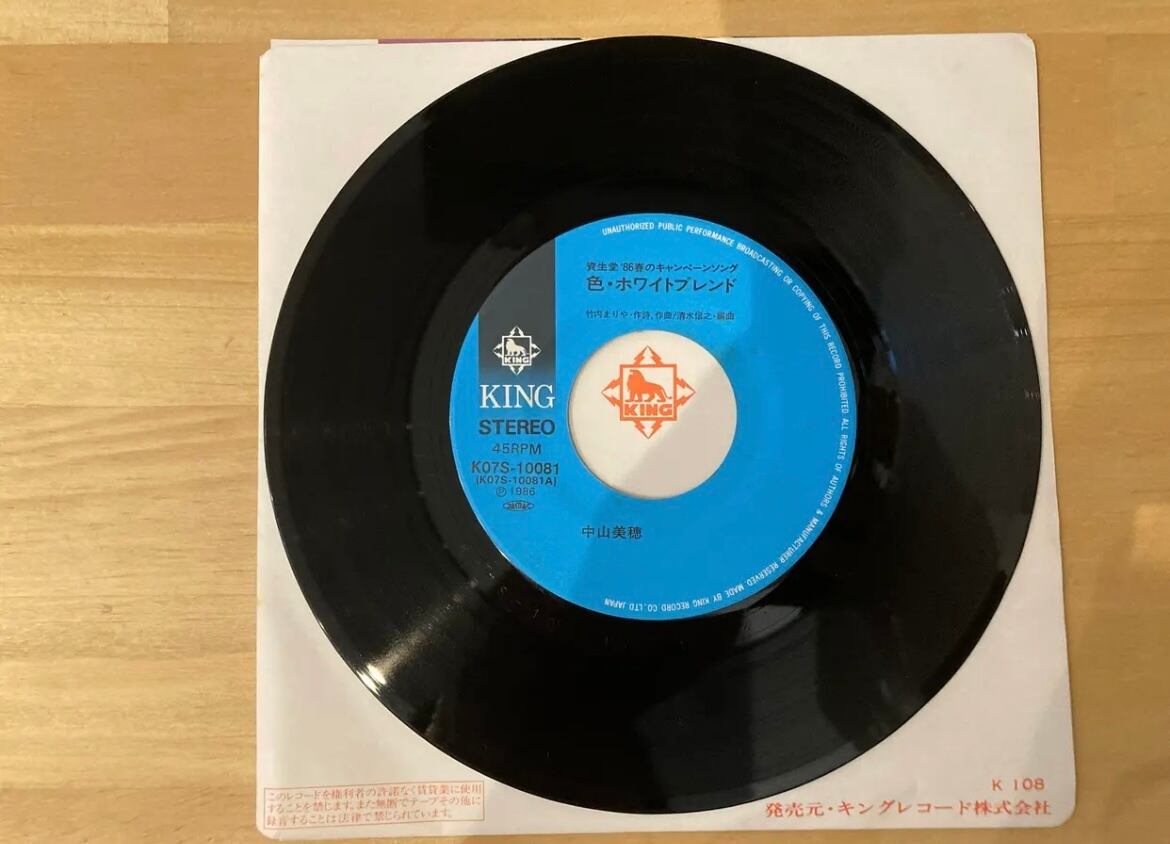 UNAUTHORIZED PUBLIC PERFORMANCE BROADCASTING OR COPYING OF THIS RECORD PROHIBITED. ALL RIGHTS OF AUTHORS & MANUFACTURER RESERVED. MADE BY KING RECORD CO., LTD. JAPAN
資生堂 '86春のキャンペーンソング
色・ホワイトブレンド
竹内まりや・作詩、作曲/清水信之・編曲
KING
KING
STEREO
45RPM
K07S-10081
(K07S-10081A)
Ⓟ1986
JASRAC
KING
中山美穂
このレコードを権利者の許諾なく賃貸業に使用
することを禁じます。また無断でテープその他に
録音することは法律で禁じられています。
K 108
発売元・キングレコード株式会社